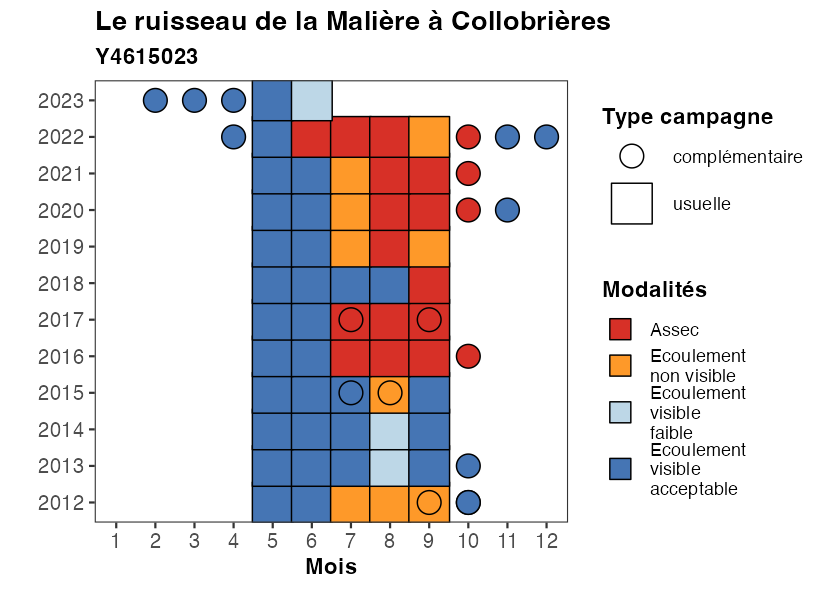 Le ruisseau de la Malière à Collobrières
Y4615023
2023
2022
2021
2020
2019
2018
2017
2016
2015
2014
2013
2012
1 2 3 4 5 6 7 8 9 10 11 12
Mois
Type campagne
complémentaire
usuelle
Modalités
Assec
Ecoulement
non visible
Ecoulement
visible
faible
Ecoulement
visible
acceptable